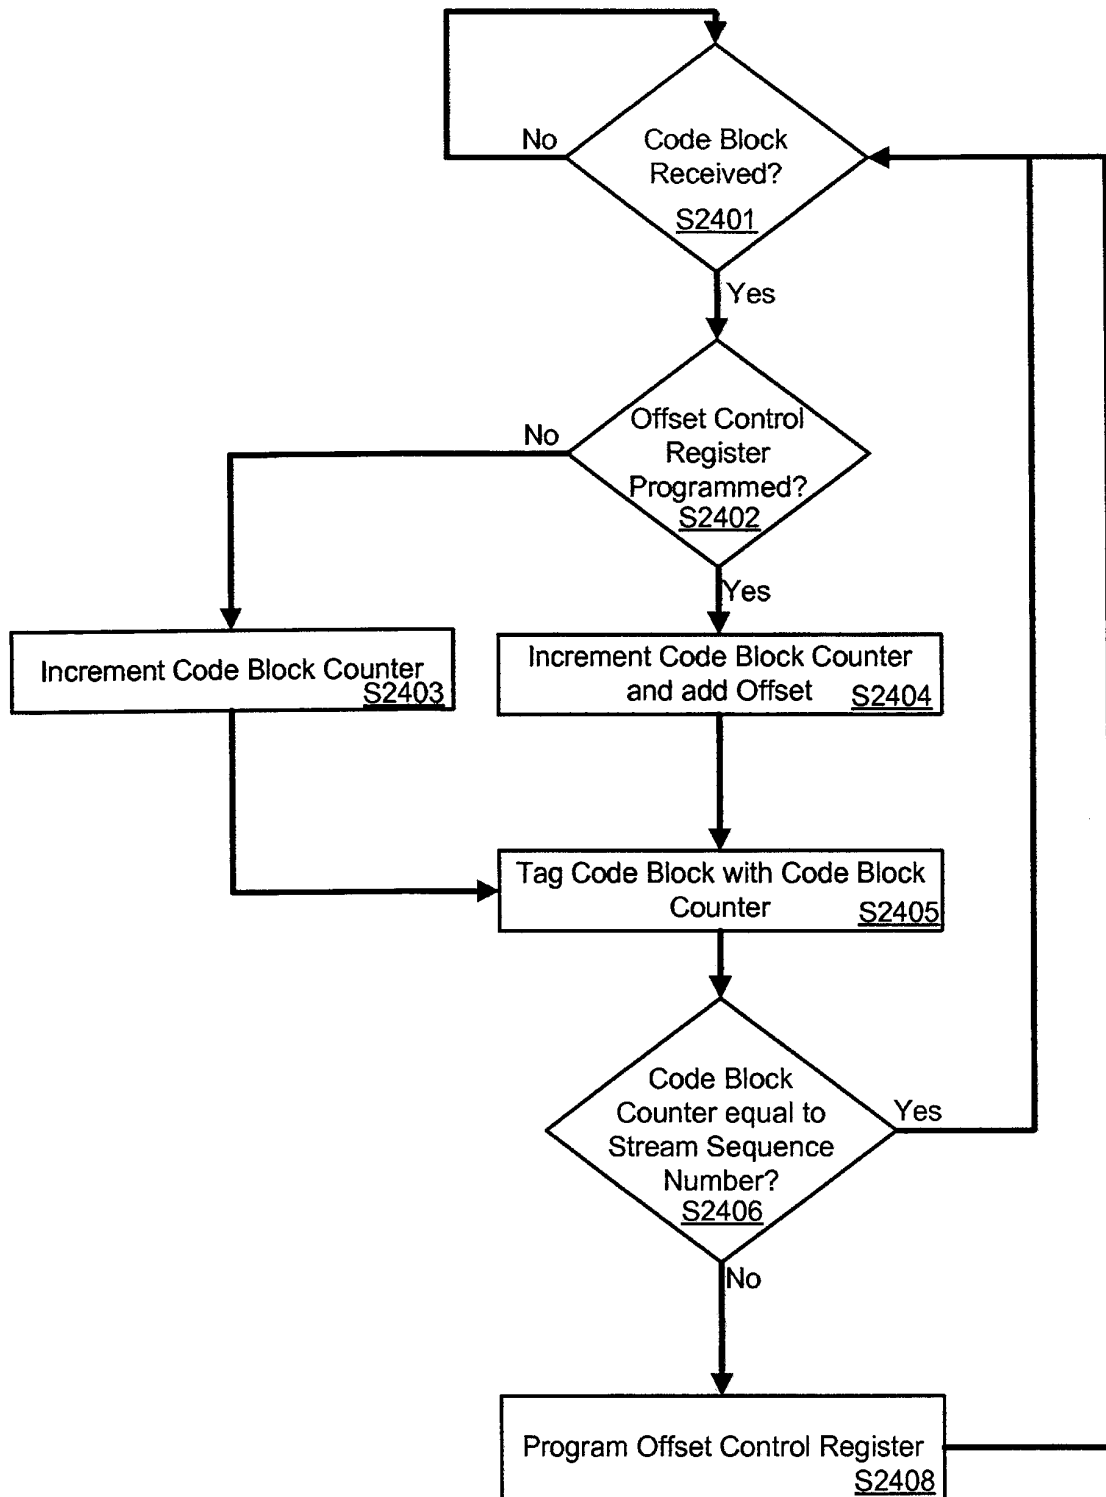 No
Code Block
Received?
S2401
Yes
No
Offset Control
Register
Programmed?
S2402
Yes
Increment Code Block Counter
S2403
Increment Code Block Counter
and add Offset
S2404
Tag Code Block with Code Block
Counter
S2405
Code Block
Counter equal to
Stream Sequence
Number?
S2406
Yes
No
Program Offset Control Register
S2408